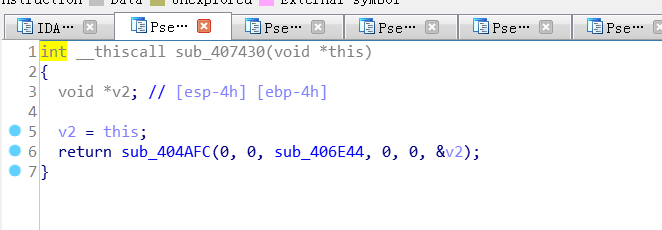 Instruction Data Unexplored External symbol
IDA··· Pse··· Pse··· Pse··· Pse··· Pse···
1 int __thiscall sub_407430(void *this)
2 {
3 void *v2; // [esp-4h] [ebp-4h]
4
5 v2 = this;
6 return sub_404AFC(0, 0, sub_406E44, 0, 0, &v2);
7 }